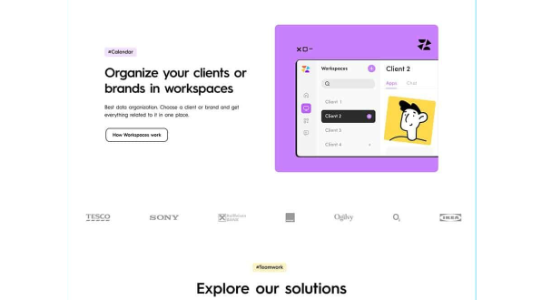 #Calendar
Organize your clients or
brands in workspaces
Best data organisation. Choose a client or brand and get
everything related to it in one place.
How Workspaces work
Workspaces
Client 1
Client 2
Client 3
Client 4
Client 2
Apps Chat
TESCO
SONY
Ogilvy
O2
IKEA
#Teamwork
Explore our solutions